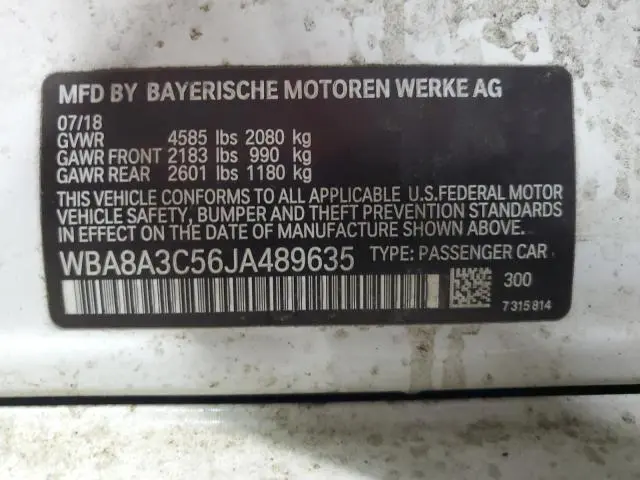 MFD BY BAYERISCHE MOTOREN WERKE AG
07/18
GVWR 4585 lbs 2080 kg
GAWR FRONT 2183 lbs 990 kg
GAWR REAR 2601 lbs 1180 kg
THIS VEHICLE CONFORMS TO ALL APPLICABLE U.S.FEDERAL MOTOR
VEHICLE SAFETY, BUMPER AND THEFT PREVENTION STANDARDS
IN EFFECT ON THE DATE OF MANUFACTURE SHOWN ABOVE.
WBA8A3C56JA489635 TYPE: PASSENGER CAR
300
7315814